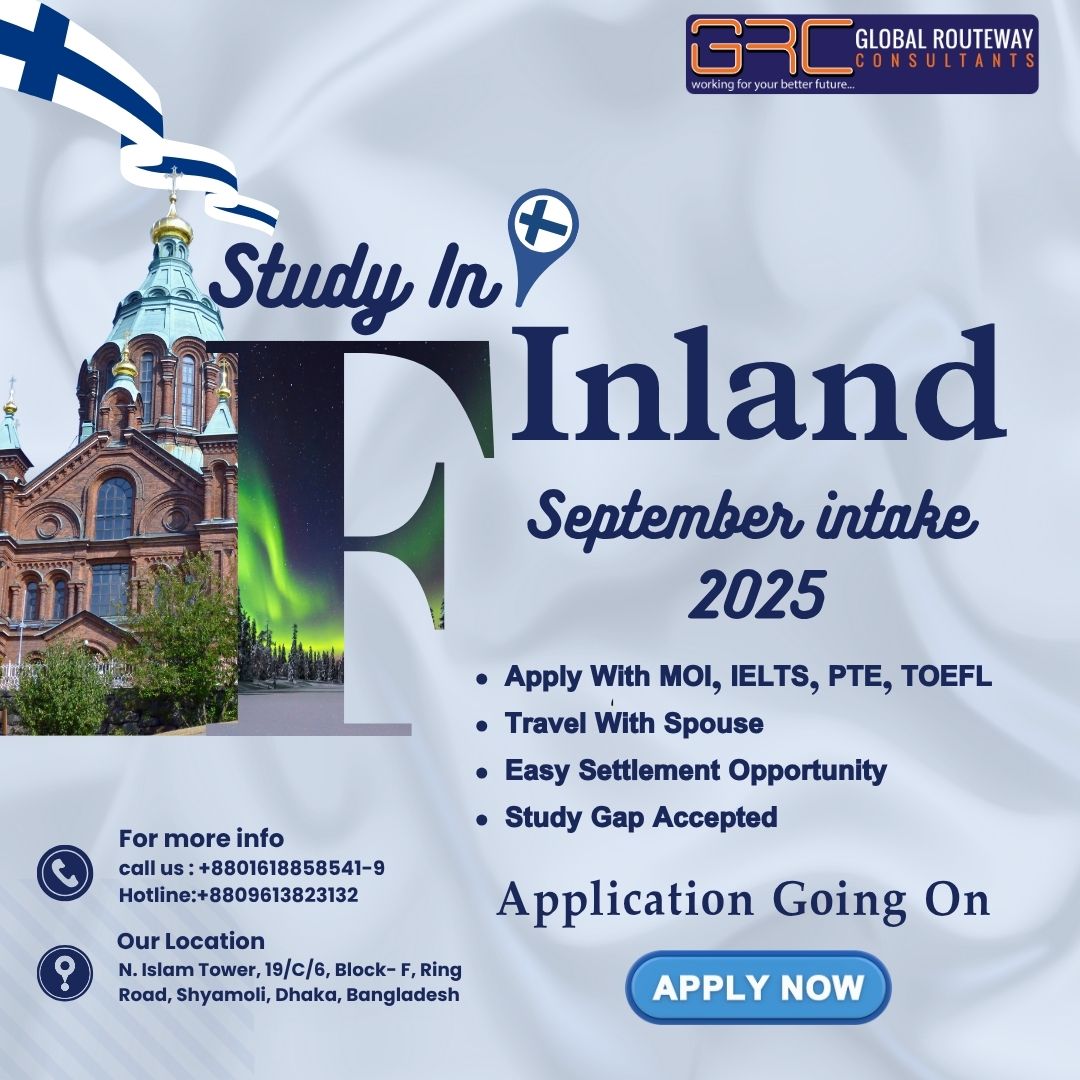 GRC GLOBAL ROUTEWAY
CONSULTANTS
working for your better future...
Study In
FInland
September intake
2025
• Apply With MOI, IELTS, PTE, TOEFL
• Travel With Spouse
• Easy Settlement Opportunity
• Study Gap Accepted
For more info
call us : +8801618858541-9
Hotline:+8809613823132
Application Going On
Our Location
N. Islam Tower, 19/C/6, Block- F, Ring
Road, Shyamoli, Dhaka, Bangladesh
APPLY NOW